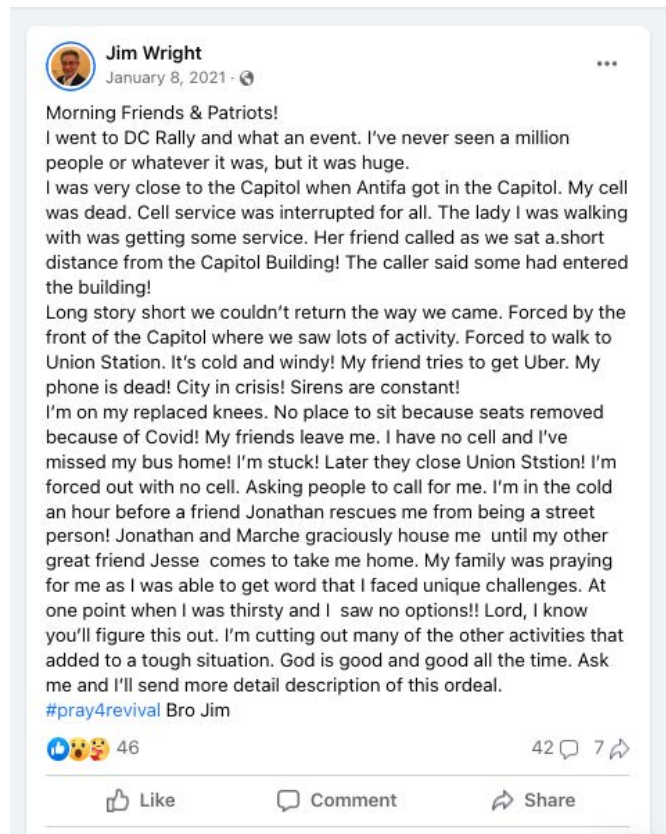 Jim Wright
January 8, 2021 ·
Morning Friends & Patriots!
I went to DC Rally and what an event. I've never seen a million
people or whatever it was, but it was huge.
I was very close to the Capitol when Antifa got in the Capitol. My cell
was dead. Cell service was interrupted for all. The lady I was walking
with was getting some service. Her friend called as we sat a.short
distance from the Capitol Building! The caller said some had entered
the building!
Long story short we couldn't return the way we came. Forced by the
front of the Capitol where we saw lots of activity. Forced to walk to
Union Station. It's cold and windy! My friend tries to get Uber. My
phone is dead! City in crisis! Sirens are constant!
I'm on my replaced knees. No place to sit because seats removed
because of Covid! My friends leave me. I have no cell and I've
missed my bus home! I'm stuck! Later they close Union Ststion! I'm
forced out with no cell. Asking people to call for me. I'm in the cold
an hour before a friend Jonathan rescues me from being a street
person! Jonathan and Marche graciously house me  until my other
great friend Jesse  comes to take me home. My family was praying
for me as I was able to get word that I faced unique challenges. At
one point when I was thirsty and I  saw no options!! Lord, I know
you'll figure this out. I'm cutting out many of the other activities that
added to a tough situation. God is good and good all the time. Ask
me and I'll send more detail description of this ordeal.
#pray4revival Bro Jim
46 42 7
Like Comment Share